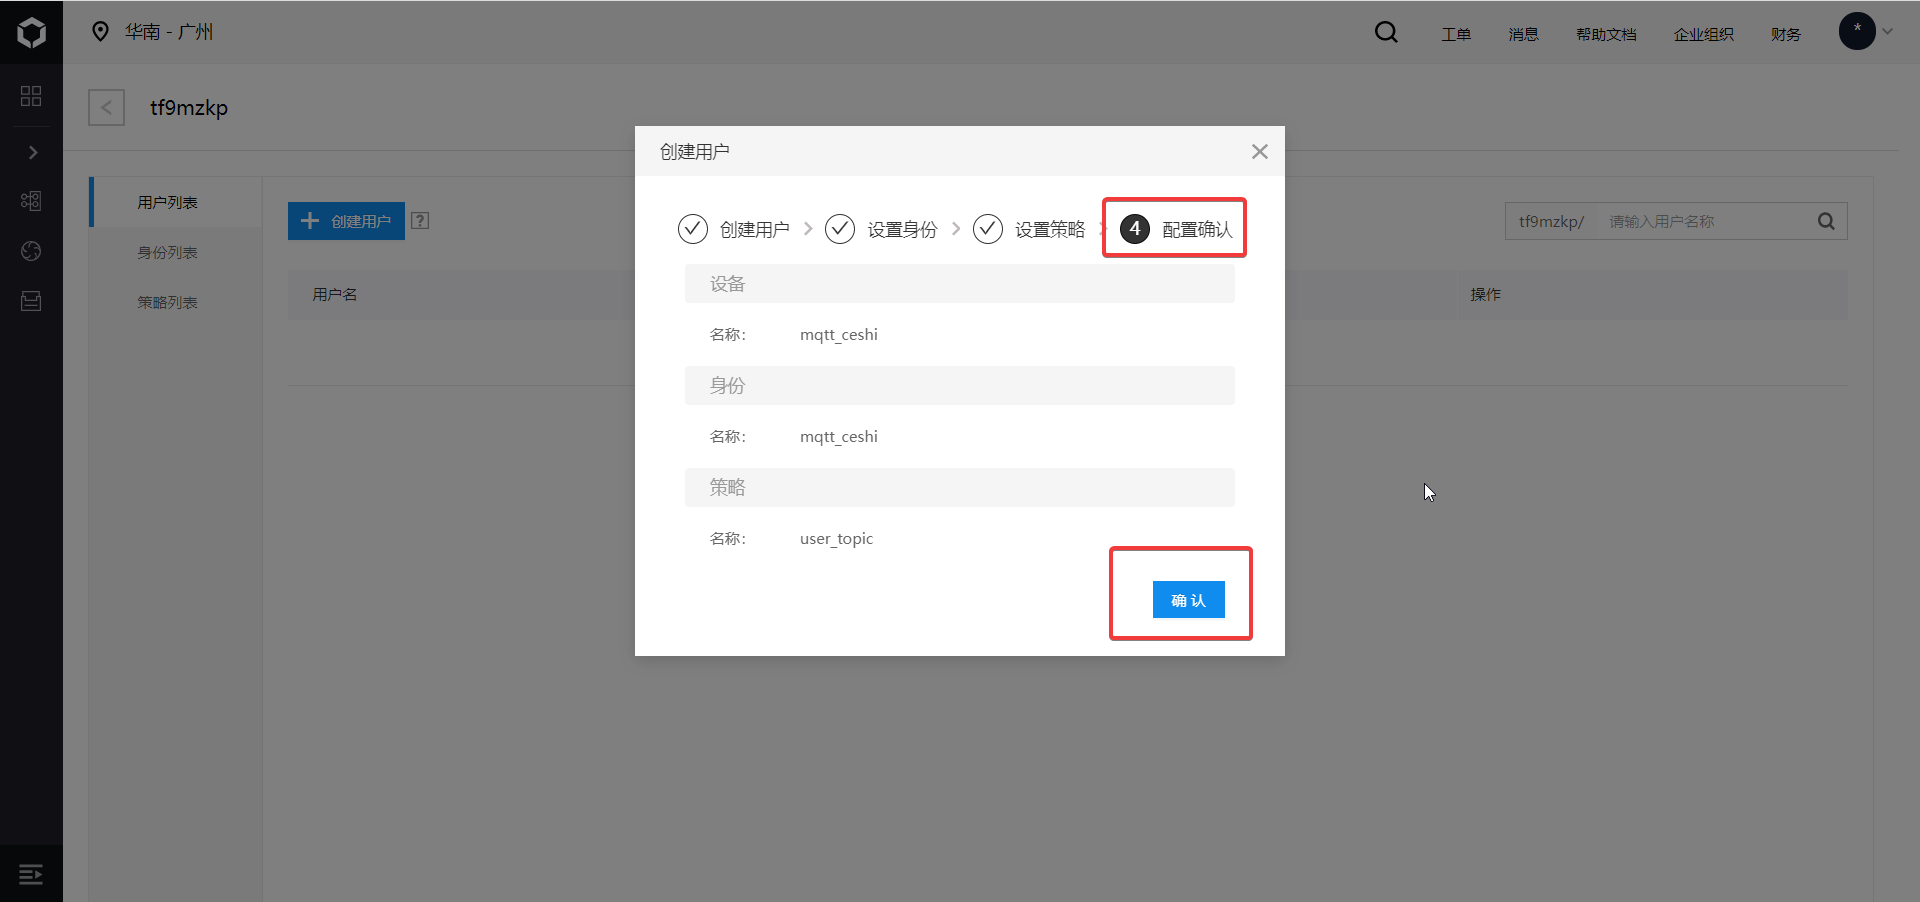 华南 - 广州
工单
消息
帮助文档
企业组织
财务
*
<
tf9mzkp
用户列表
身份列表
策略列表
创建用户
?
tf9mzkp/
请输入用户名称
用户名
操作
创建用户
创建用户
设置身份
设置策略
4 配置确认
设备
名称: mqtt_ceshi
身份
名称: mqtt_ceshi
策略
名称: user_topic
确 认